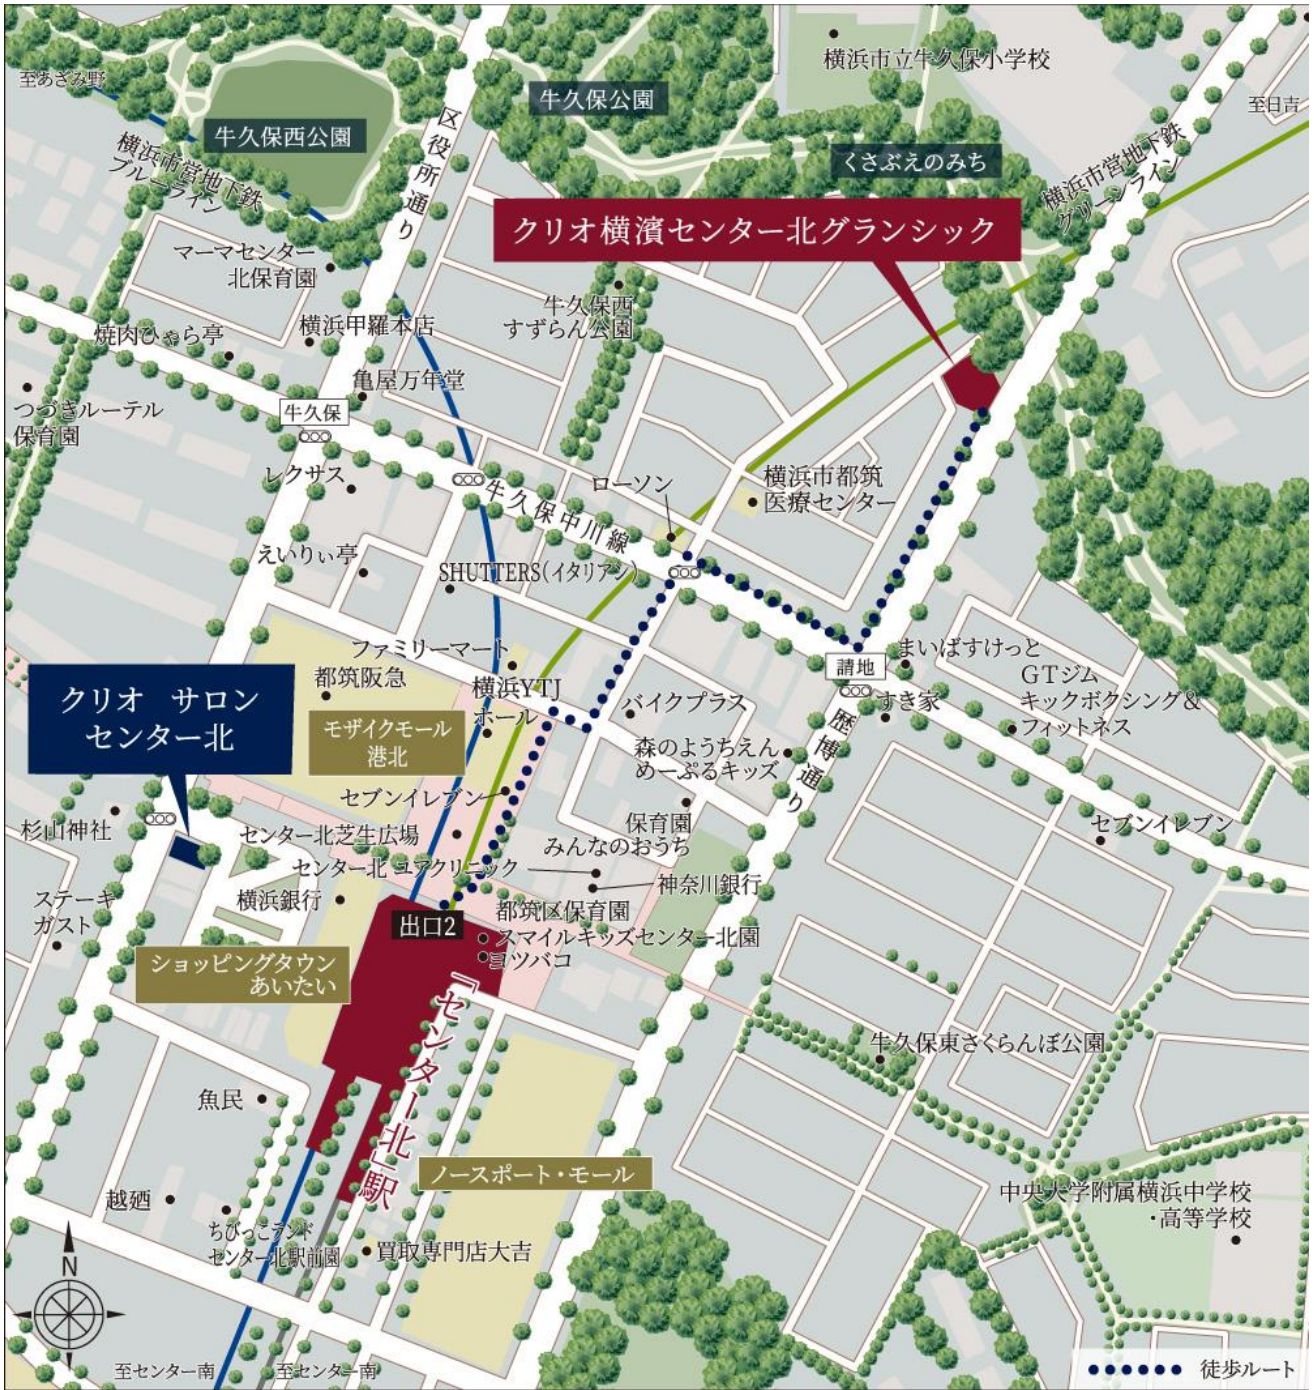 横浜市立牛久保小学校
至あざみ野
牛久保公園
至日吉
牛久保西公園
区役所通り
くさぶえのみち
横浜市営地下鉄
ブルーライン
横浜市営地下鉄
グリーンライン
クリオ横濱センター北グランシック
マーマセンター
北保育園
牛久保西
すずらん公園
横浜甲羅本店
焼肉ひゃら亭
亀屋万年堂
つづきルーテル
保育園
牛久保
レクサス
牛久保中川線
ローソン
横浜市都筑
医療センター
えいりぃ亭
SHUTTERS(イタリアン)
ファミリーマート
都筑阪急
横浜YTJ
ホール
請地
まいばすけっと
GTジム
キックボクシング&
フィットネス
すき家
クリオ サロン
センター北
モザイクモール
港北
バイクプラス
歴博通り
森のようちえん
めーぷるキッズ
セブンイレブン
杉山神社
センター北芝生広場
保育園
みんなのおうち
セブンイレブン
センター北 ユアクリニック
神奈川銀行
ステーキ
ガスト
横浜銀行
出口2
都筑区保育園
スマイルキッズセンター北園
ヨツバコ
ショッピングタウン
あいたい
「センター北」駅
牛久保東さくらんぼ公園
魚民
ノースポート・モール
越廼
中央大学附属横浜中学校
・高等学校
ちびっこランド
センター北駅前園
買取専門店大吉
N
至センター南
至センター南
徒歩ルート